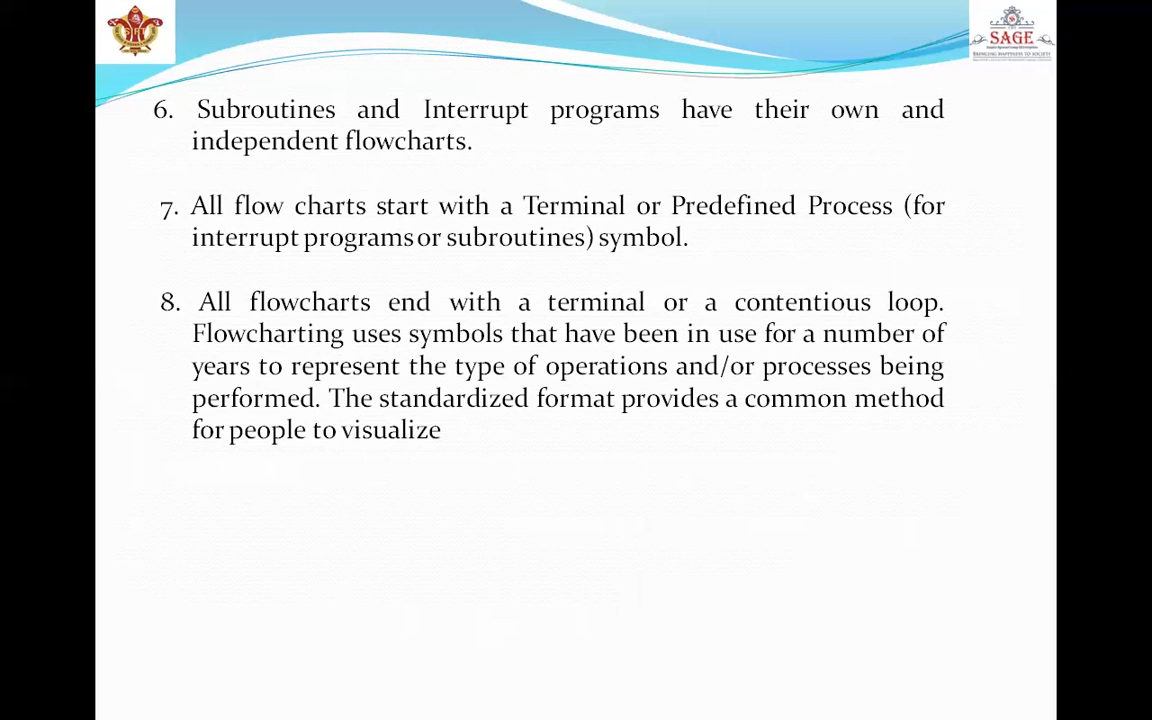 SAGE
6. Subroutines and Interrupt programs have their own and
independent flowcharts.
7. All flow charts start with a Terminal or Predefined Process (for
interrupt programs or subroutines) symbol.
8. All flowcharts end with a terminal or a contentious loop.
Flowcharting uses symbols that have been in use for a number of
years to represent the type of operations and/or processes being
performed. The standardized format provides a common method
for people to visualize